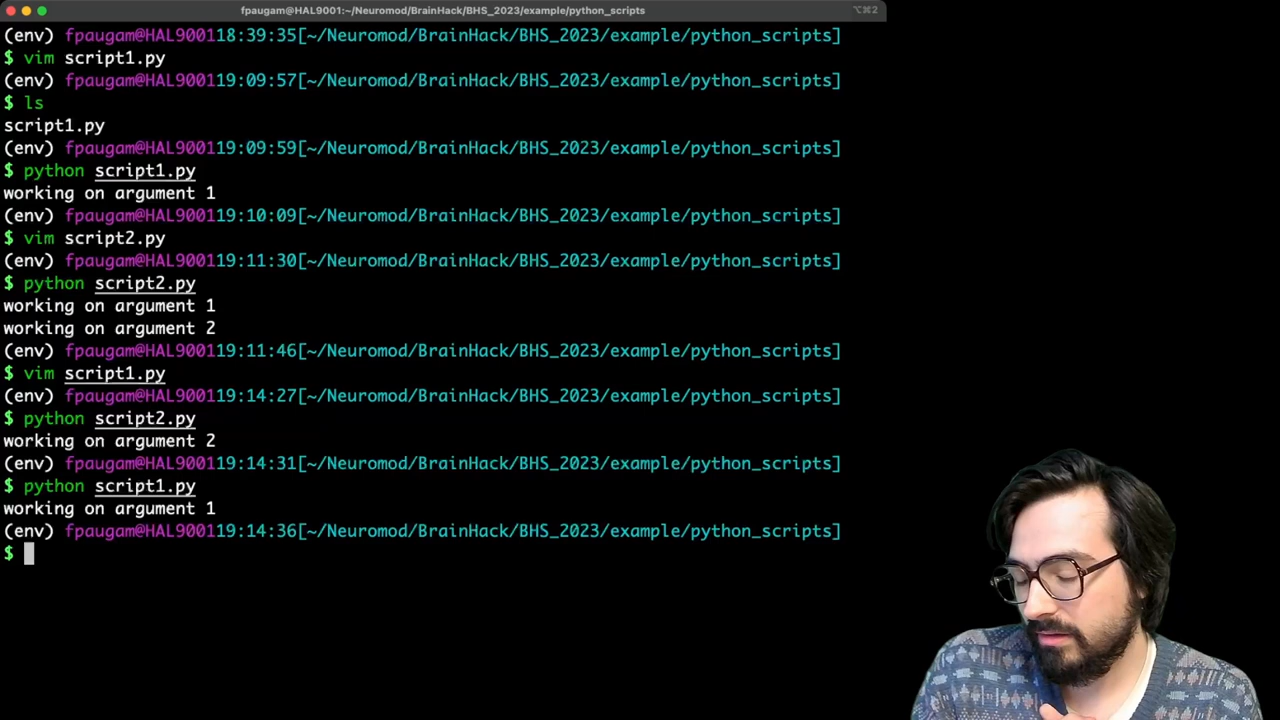 fpaugam@HAL9001:~/Neuromod/BrainHack/BHS_2023/example/python_scripts
⌥⌘2
(env) fpaugam@HAL900118:39:35[~/Neuromod/BrainHack/BHS_2023/example/python_scripts]
$ vim script1.py
(env) fpaugam@HAL900119:09:57[~/Neuromod/BrainHack/BHS_2023/example/python_scripts]
$ ls
script1.py
(env) fpaugam@HAL900119:09:59[~/Neuromod/BrainHack/BHS_2023/example/python_scripts]
$ python script1.py
working on argument 1
(env) fpaugam@HAL900119:10:09[~/Neuromod/BrainHack/BHS_2023/example/python_scripts]
$ vim script2.py
(env) fpaugam@HAL900119:11:30[~/Neuromod/BrainHack/BHS_2023/example/python_scripts]
$ python script2.py
working on argument 1
working on argument 2
(env) fpaugam@HAL900119:11:46[~/Neuromod/BrainHack/BHS_2023/example/python_scripts]
$ vim script1.py
(env) fpaugam@HAL900119:14:27[~/Neuromod/BrainHack/BHS_2023/example/python_scripts]
$ python script2.py
working on argument 2
(env) fpaugam@HAL900119:14:31[~/Neuromod/BrainHack/BHS_2023/example/python_scripts]
$ python script1.py
working on argument 1
(env) fpaugam@HAL900119:14:36[~/Neuromod/BrainHack/BHS_2023/example/python_scripts]
$